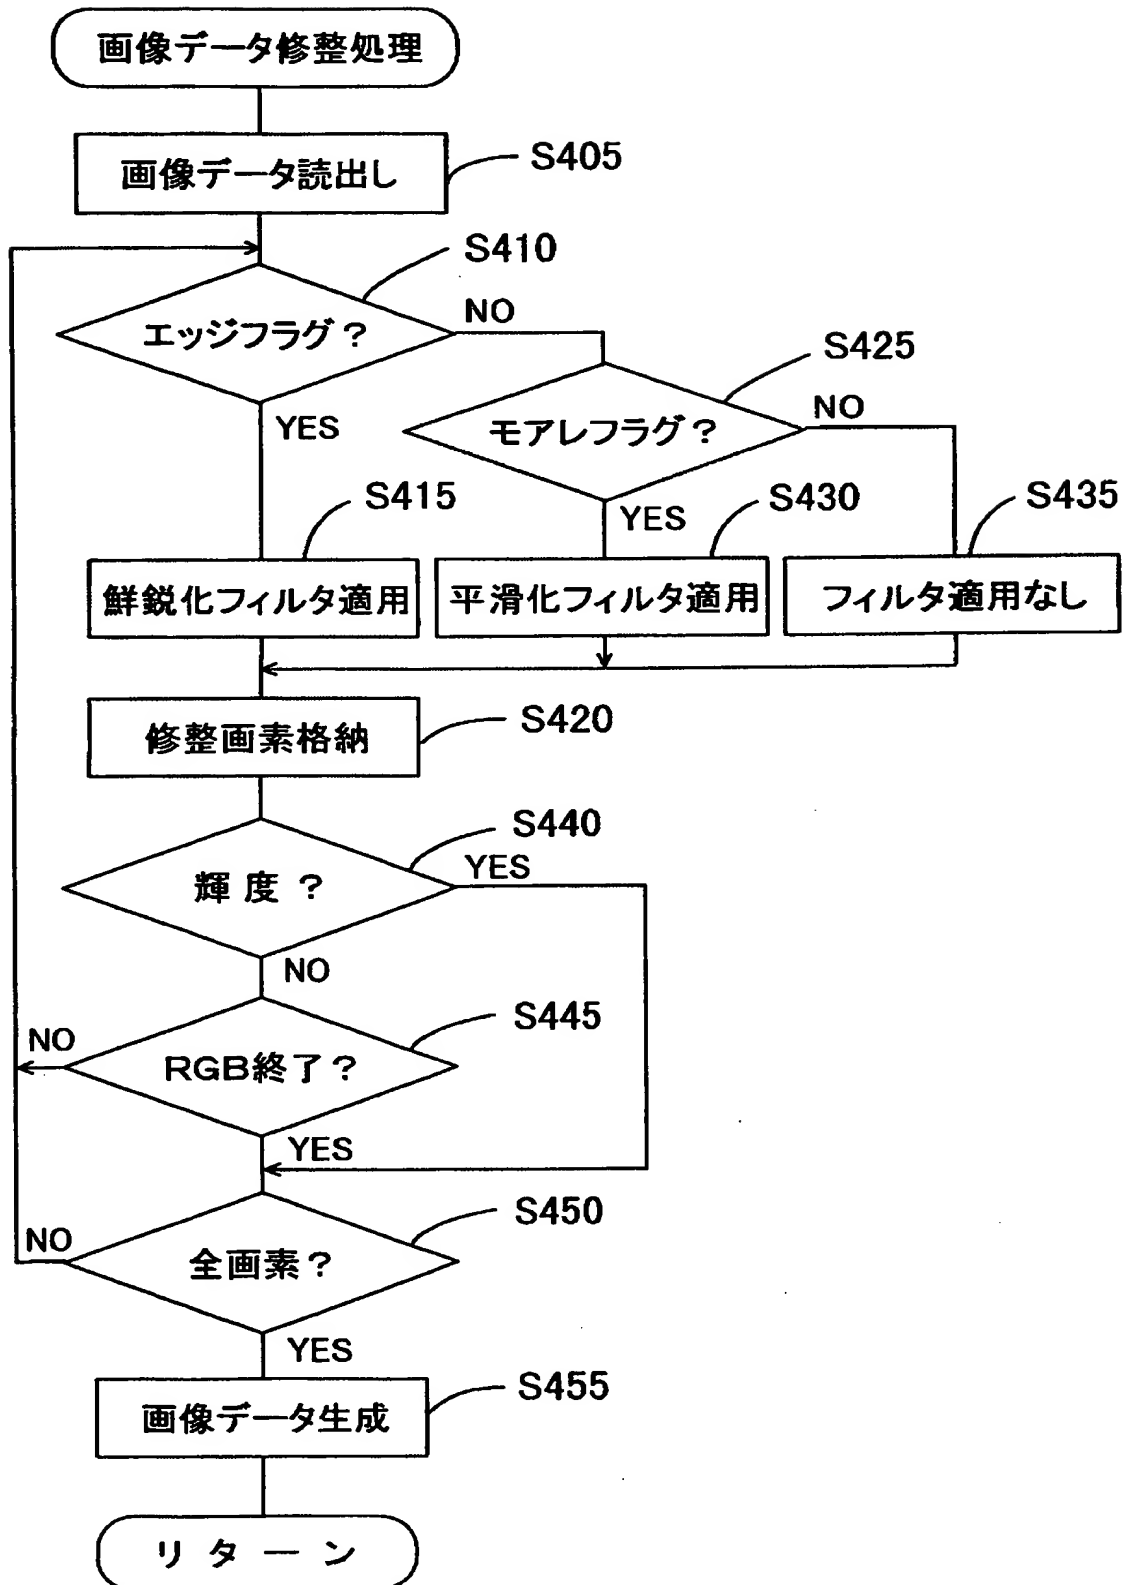 画像データ修整処理
画像データ読出し
S405
S410
エッジフラグ?
NO
YES
S425
モアレフラグ?
NO
YES
S415
鮮鋭化フィルタ適用
S430
平滑化フィルタ適用
S435
フィルタ適用なし
修整画素格納
S420
S440
輝度?
YES
NO
S445
RGB終了?
NO
YES
S450
全画素?
NO
YES
S455
画像データ生成
リターン